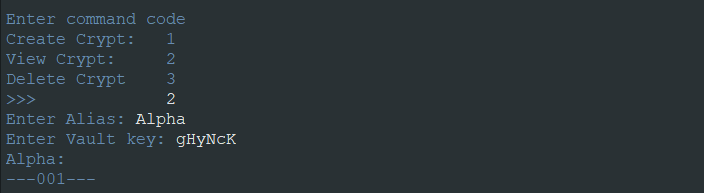 Enter command code
Create Crypt:   1
View Crypt:     2
Delete Crypt    3
>>>             2
Enter Alias: Alpha
Enter Vault key: gHyNcK
Alpha:
---001---